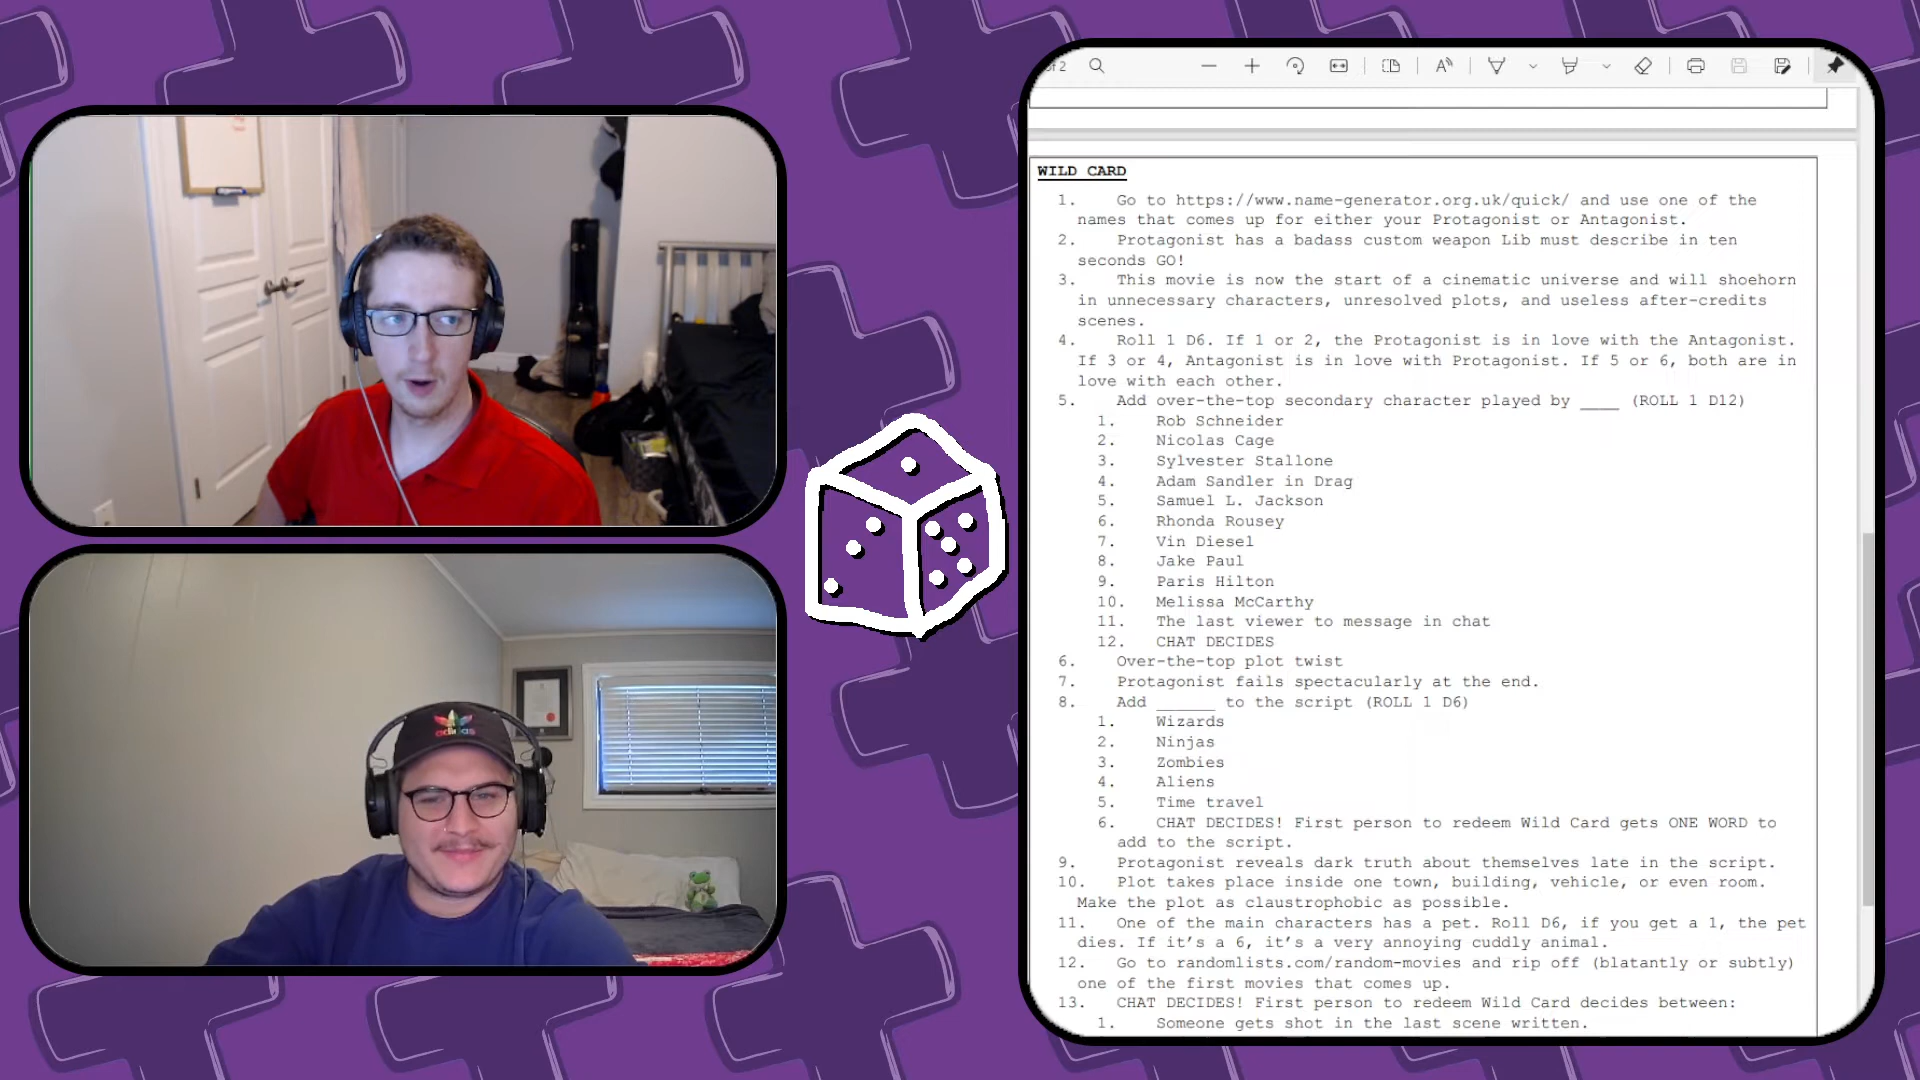 of 2
WILD CARD
1. Go to https://www.name-generator.org.uk/quick/ and use one of the
names that comes up for either your Protagonist or Antagonist.
2. Protagonist has a badass custom weapon Lib must describe in ten
seconds GO!
3. This movie is now the start of a cinematic universe and will shoehorn
in unnecessary characters, unresolved plots, and useless after-credits
scenes.
4. Roll 1 D6. If 1 or 2, the Protagonist is in love with the Antagonist.
If 3 or 4, Antagonist is in love with Protagonist. If 5 or 6, both are in
love with each other.
5. Add over-the-top secondary character played by ____ (ROLL 1 D12)
1. Rob Schneider
2. Nicolas Cage
3. Sylvester Stallone
4. Adam Sandler in Drag
5. Samuel L. Jackson
6. Rhonda Rousey
7. Vin Diesel
8. Jake Paul
9. Paris Hilton
10. Melissa McCarthy
11. The last viewer to message in chat
12. CHAT DECIDES
6. Over-the-top plot twist
7. Protagonist fails spectacularly at the end.
8. Add ______ to the script (ROLL 1 D6)
1. Wizards
2. Ninjas
3. Zombies
4. Aliens
5. Time travel
6. CHAT DECIDES! First person to redeem Wild Card gets ONE WORD to
add to the script.
9. Protagonist reveals dark truth about themselves late in the script.
10. Plot takes place inside one town, building, vehicle, or even room.
Make the plot as claustrophobic as possible.
11. One of the main characters has a pet. Roll D6, if you get a 1, the pet
dies. If it’s a 6, it’s a very annoying cuddly animal.
12. Go to randomlists.com/random-movies and rip off (blatantly or subtly)
one of the first movies that comes up.
13. CHAT DECIDES! First person to redeem Wild Card decides between:
1. Someone gets shot in the last scene written.
adidas